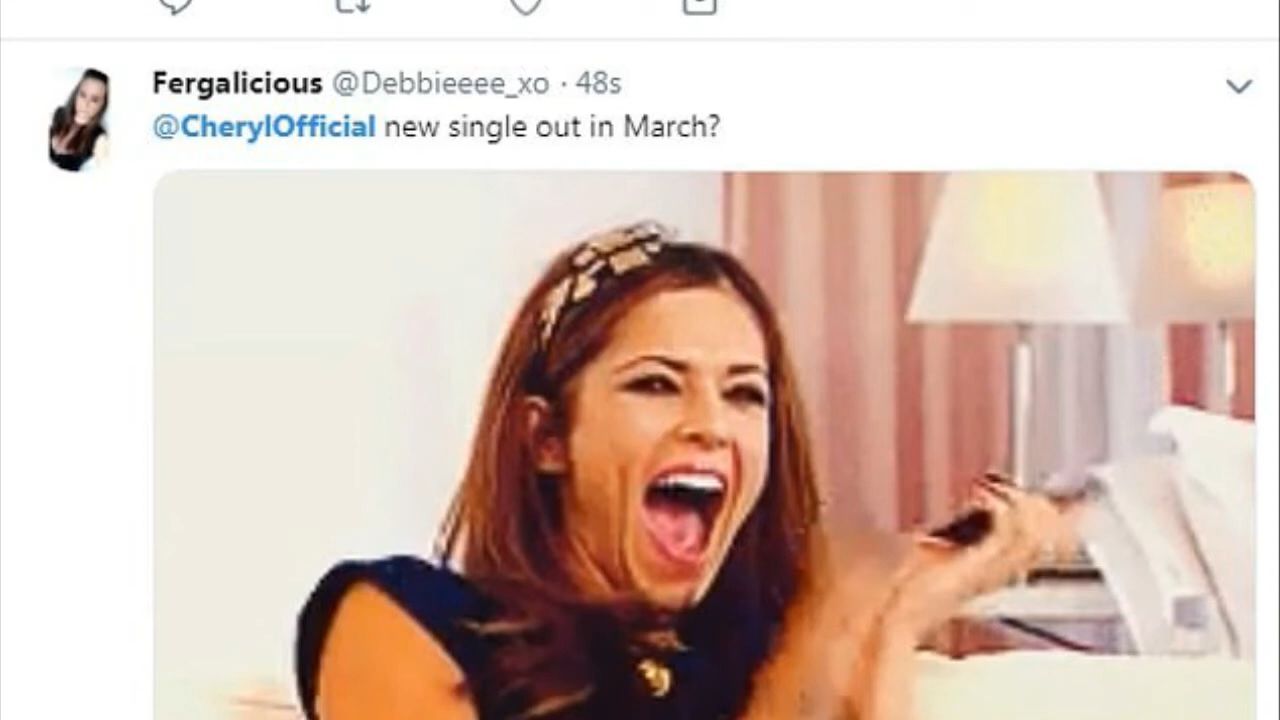 Fergalicious @Debbieeee_xo · 48s
@CherylOfficial new single out in March?